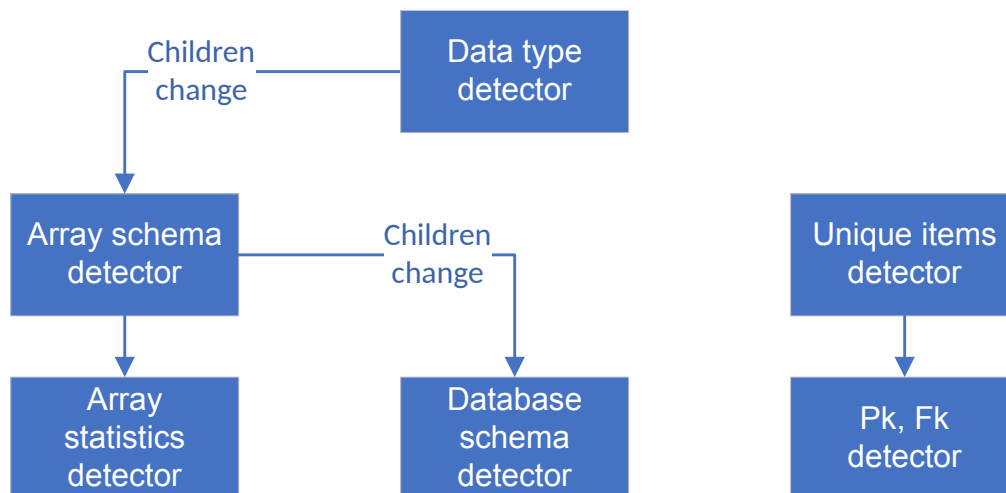 Children
change
Data type
detector
Array schema
detector
Children
change
Unique items
detector
Array
statistics
detector
Database
schema
detector
Pk, Fk
detector